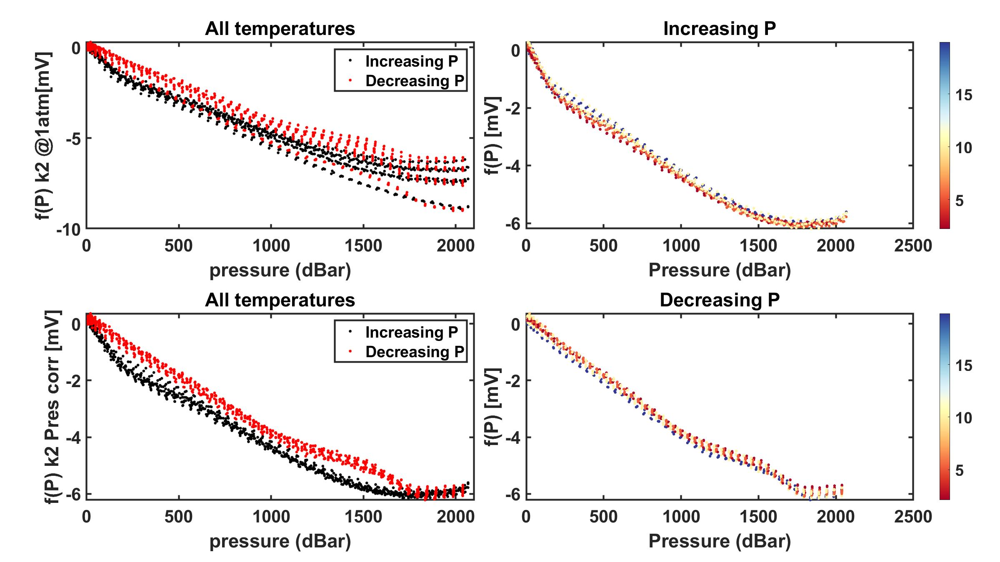 All temperatures
f(P) k2 @1atm[mV]
0
-5
-10
Increasing P
Decreasing P
0 500 1000 1500 2000
pressure (dBar)
Increasing P
f(P) [mV]
0
-2
-4
-6
0 500 1000 1500 2000 2500
Pressure (dBar)
15
10
5
All temperatures
f(P) k2 Pres corr [mV]
0
-2
-4
-6
Increasing P
Decreasing P
0 500 1000 1500 2000
pressure (dBar)
Decreasing P
f(P) [mV]
0
-2
-4
-6
0 500 1000 1500 2000 2500
Pressure (dBar)
15
10
5